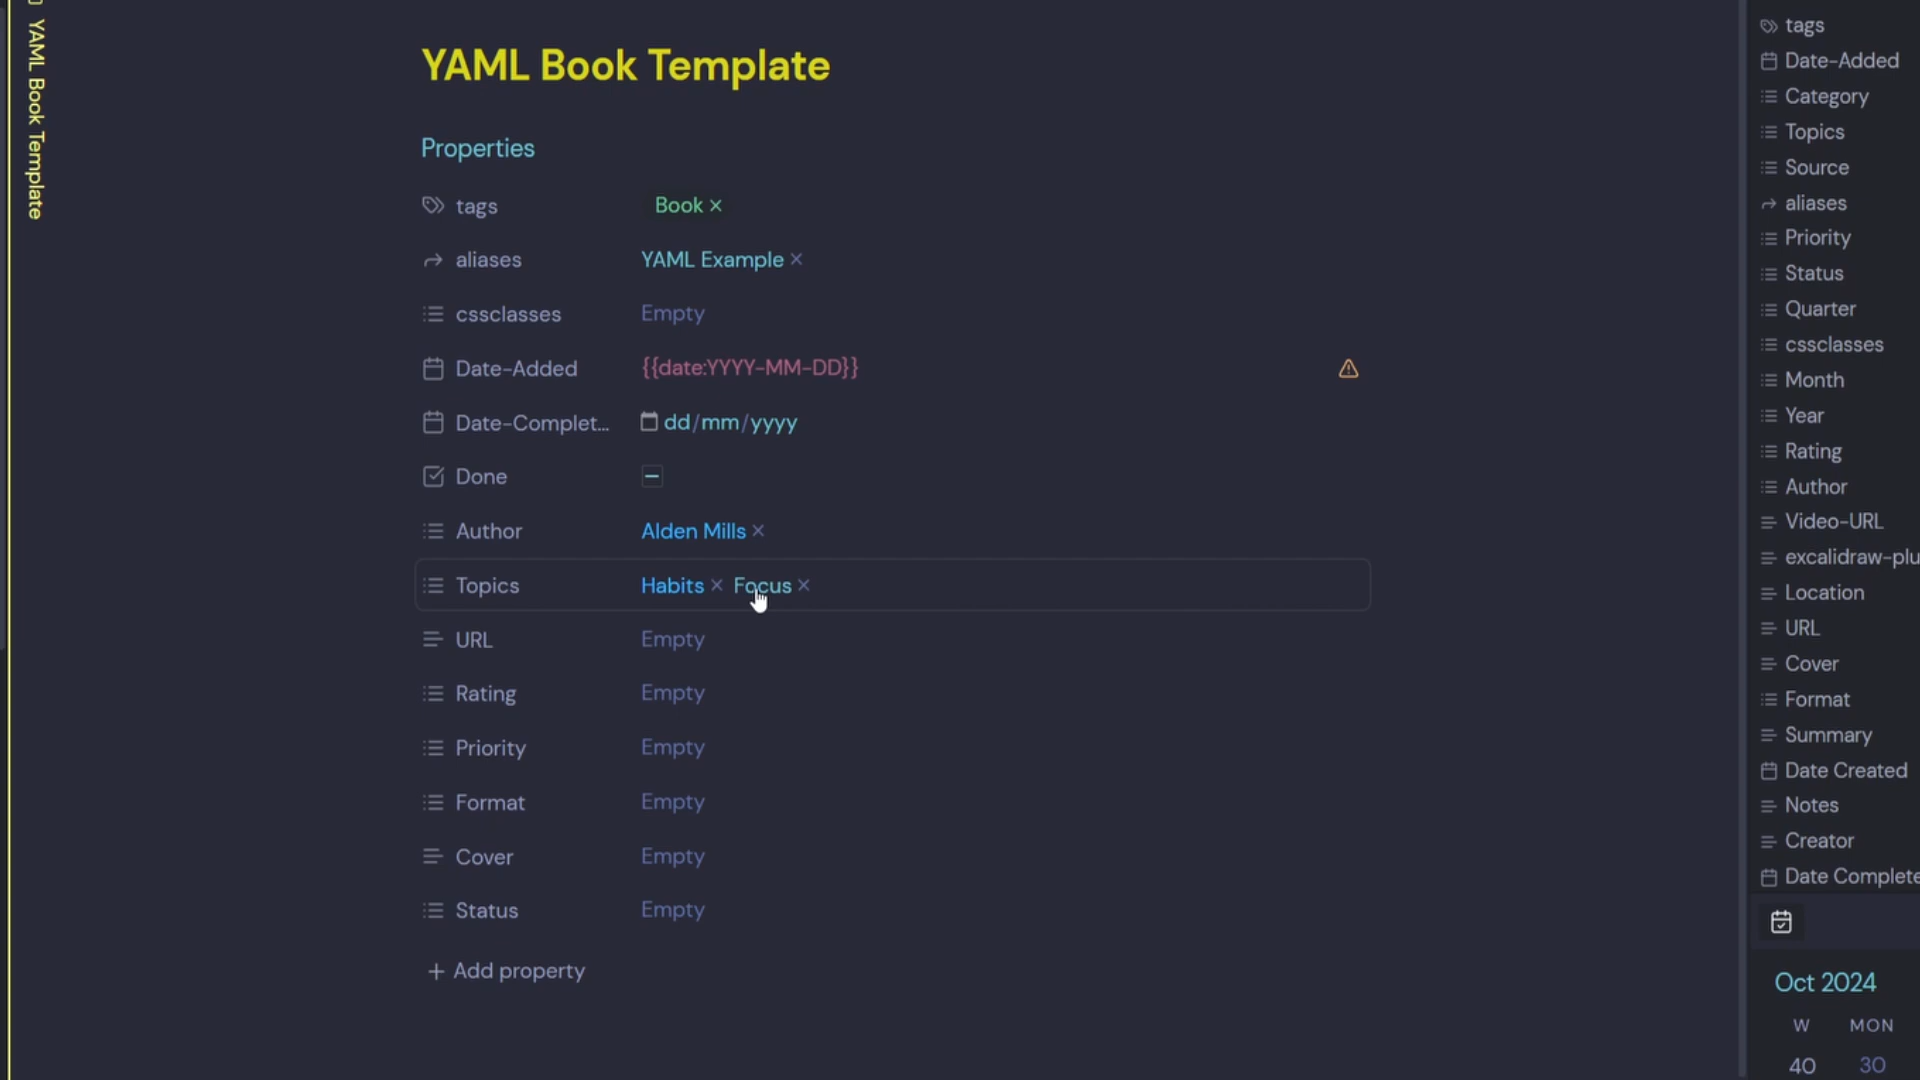 YAML Book Template
YAML Book Template
Properties
tags Book ×
aliases YAML Example ×
cssclasses Empty
Date-Added {{date:YYYY-MM-DD}}
Date-Complet... dd/mm/yyyy
Done
Author Alden Mills ×
Topics Habits × Focus ×
URL Empty
Rating Empty
Priority Empty
Format Empty
Cover Empty
Status Empty
+ Add property
tags
Date-Added
Category
Topics
Source
aliases
Priority
Status
Quarter
cssclasses
Month
Year
Rating
Author
Video-URL
excalidraw-plu
Location
URL
Cover
Format
Summary
Date Created
Notes
Creator
Date Complete
Oct 2024
W MON
40 30